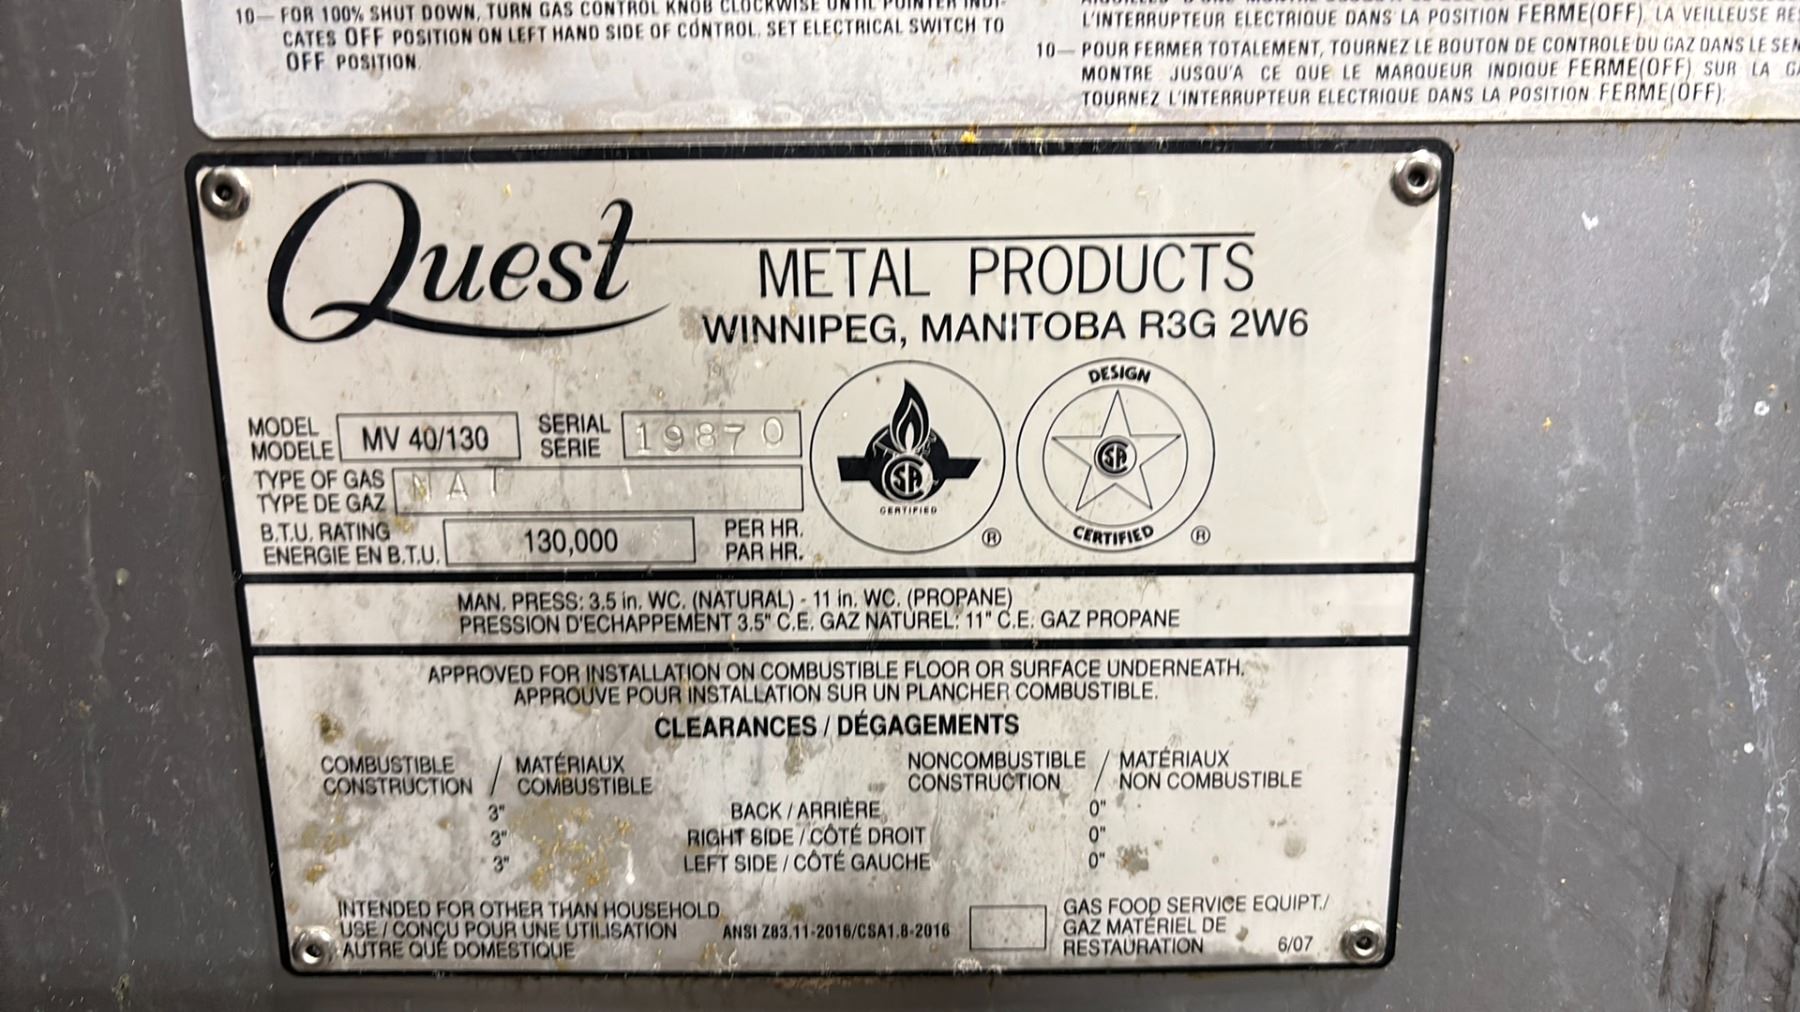 10— FOR 100% SHUT DOWN, TURN GAS CONTROL KNOB CLOCKWISE UNTIL POINTER INDI-
CATES OFF POSITION ON LEFT HAND SIDE OF CONTROL. SET ELECTRICAL SWITCH TO
OFF POSITION.
L'INTERRUPTEUR ELECTRIQUE DANS LA POSITION FERME(OFF). LA VEILLEUSE
10— POUR FERMER TOTALEMENT, TOURNEZ LE BOUTON DE CONTROLE DU GAZ DANS LE
MONTRE JUSQU'A CE QUE LE MARQUEUR INDIQUE FERME(OFF) SUR LA
TOURNEZ L'INTERRUPTEUR ELECTRIQUE DANS LA POSITION FERME(OFF).
Quest METAL PRODUCTS
WINNIPEG, MANITOBA R3G 2W6
MODEL
MODELE
MV 40/130
SERIAL
SERIE
19870
TYPE OF GAS
TYPE DE GAZ
NAT
B.T.U. RATING
ENERGIE EN B.T.U.
130,000
PER HR.
PAR HR.
SA
CERTIFIED
®
DESIGN
SA
CERTIFIED
®
MAN. PRESS: 3.5 in. WC. (NATURAL) - 11 in. WC. (PROPANE)
PRESSION D'ECHAPPEMENT 3.5" C.E. GAZ NATUREL: 11" C.E. GAZ PROPANE
APPROVED FOR INSTALLATION ON COMBUSTIBLE FLOOR OR SURFACE UNDERNEATH.
APPROUVE POUR INSTALLATION SUR UN PLANCHER COMBUSTIBLE.
CLEARANCES / DÉGAGEMENTS
COMBUSTIBLE / MATÉRIAUX
CONSTRUCTION / COMBUSTIBLE
NONCOMBUSTIBLE / MATÉRIAUX
CONSTRUCTION / NON COMBUSTIBLE
3" BACK / ARRIÈRE 0"
3" RIGHT SIDE / CÔTÉ DROIT 0"
3" LEFT SIDE / CÔTÉ GAUCHE 0"
INTENDED FOR OTHER THAN HOUSEHOLD
USE / CONÇU POUR UNE UTILISATION
AUTRE QUE DOMESTIQUE
ANSI Z83.11-2016/CSA1.8-2016
GAS FOOD SERVICE EQUIPT./
GAZ MATÉRIEL DE
RESTAURATION
6/07